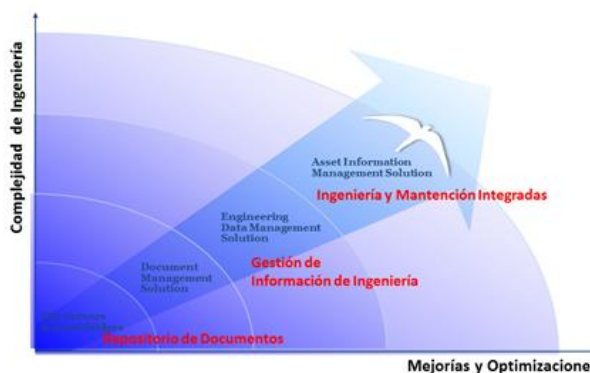 Complejidad de Ingeniería
Asset Information
Management Solution
Ingeniería y Mantención Integradas
Engineering
Data Management
Solution
Gestión de
Información de Ingeniería
Document
Management
Solution
Repositorio de Documentos
Mejorías y Optimizacione